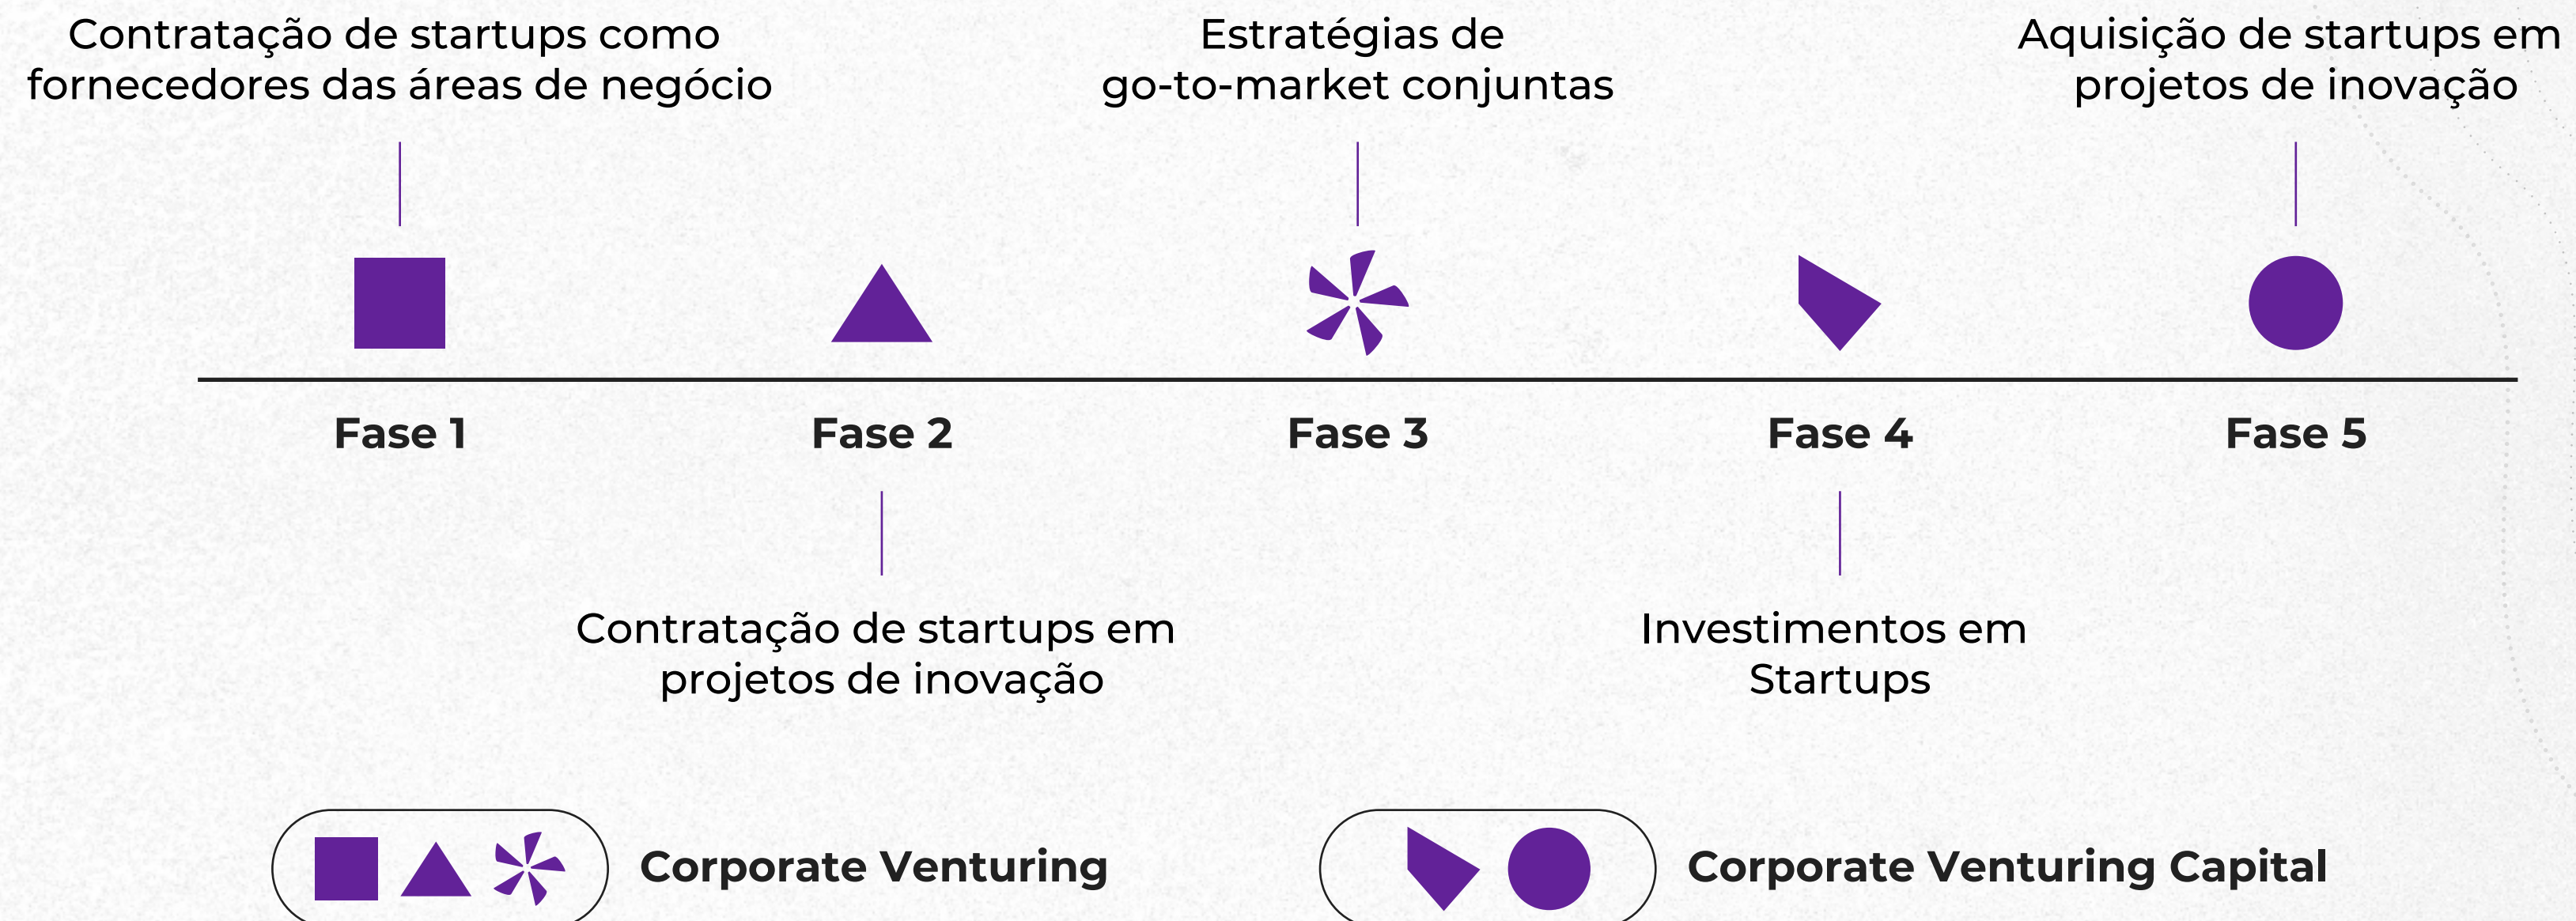 Contratação de startups como
fornecedores das áreas de negócio
Estratégias de
go-to-market conjuntas
Aquisição de startups em
projetos de inovação
Fase 1
Fase 2
Fase 3
Fase 4
Fase 5
Contratação de startups em
projetos de inovação
Investimentos em
Startups
Corporate Venturing
Corporate Venturing Capital